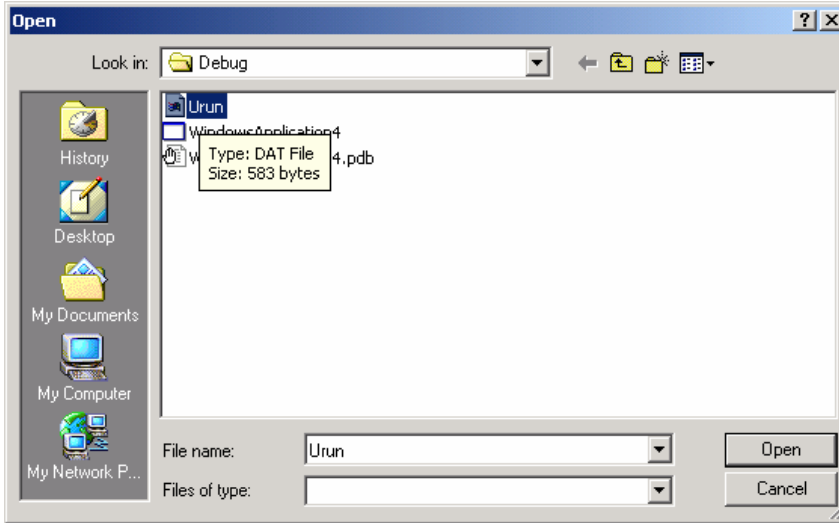 Open
Look in: Debug
History
Desktop
My Documents
My Computer
My Network P...
Urun
WindowsApplication4
W 4.pdb
Type: DAT File
Size: 583 bytes
File name: Urun
Open
Files of type:
Cancel